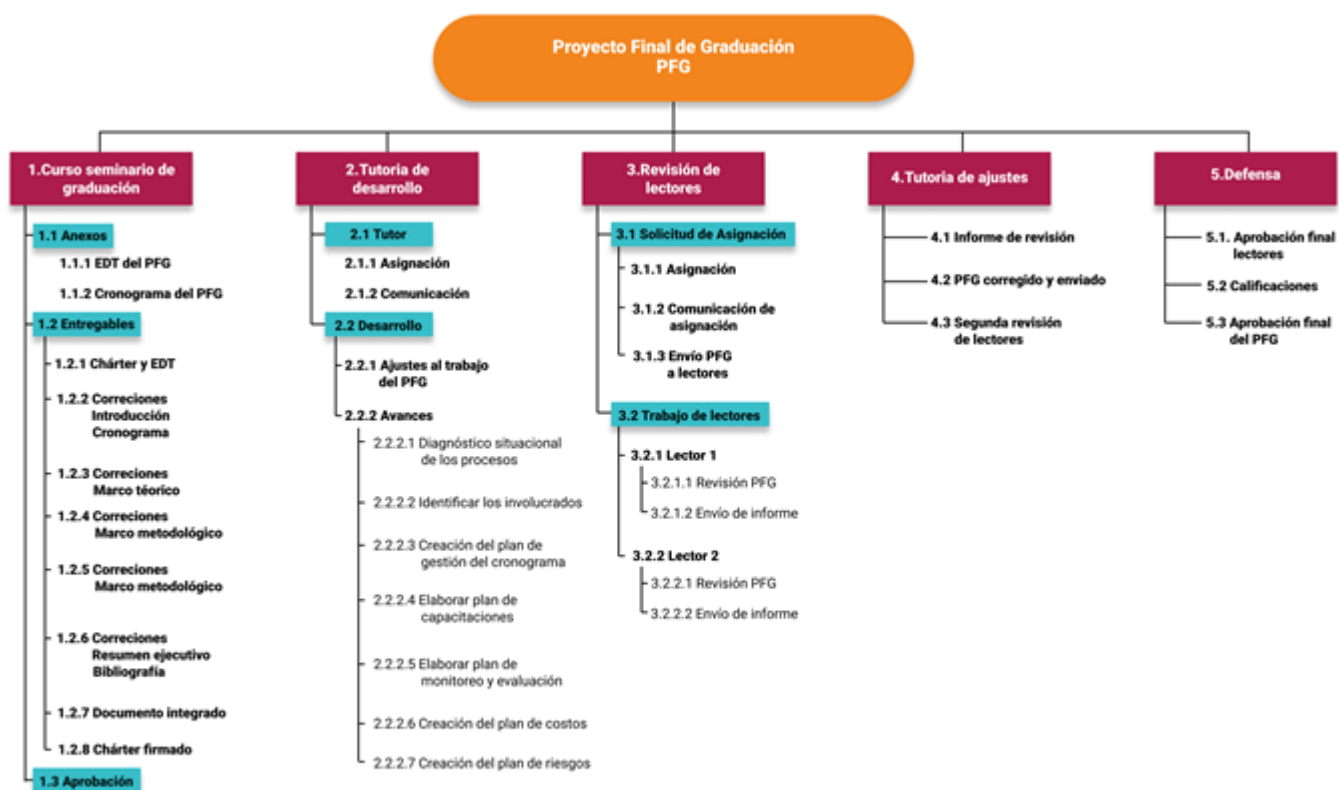 Proyecto Final de Graduación
PFG
1.Curso seminario de
graduación
1.1 Anexos
1.1.1 EDT del PFG
1.1.2 Cronograma del PFG
1.2 Entregables
1.2.1 Chárter y EDT
1.2.2 Correciones
Introducción
Cronograma
1.2.3 Correciones
Marco teórico
1.2.4 Correciones
Marco metodológico
1.2.5 Correciones
Marco metodológico
1.2.6 Correciones
Resumen ejecutivo
Bibliografía
1.2.7 Documento integrado
1.2.8 Chárter firmado
1.3 Aprobación
2.Tutoria de
desarrollo
2.1 Tutor
2.1.1 Asignación
2.1.2 Comunicación
2.2 Desarrollo
2.2.1 Ajustes al trabajo
del PFG
2.2.2 Avances
2.2.2.1 Diagnóstico situacional
de los procesos
2.2.2.2 Identificar los involucrados
2.2.2.3 Creación del plan de
gestión del cronograma
2.2.2.4 Elaborar plan de
capacitaciones
2.2.2.5 Elaborar plan de
monitoreo y evaluación
2.2.2.6 Creación del plan de costos
2.2.2.7 Creación del plan de riesgos
3.Revisión de
lectores
3.1 Solicitud de Asignación
3.1.1 Asignación
3.1.2 Comunicación de
asignación
3.1.3 Envío PFG
a lectores
3.2 Trabajo de lectores
3.2.1 Lector 1
3.2.1.1 Revisión PFG
3.2.1.2 Envío de informe
3.2.2 Lector 2
3.2.2.1 Revisión PFG
3.2.2.2 Envío de informe
4.Tutoria de ajustes
4.1 Informe de revisión
4.2 PFG corregido y enviado
4.3 Segunda revisión
de lectores
5.Defensa
5.1. Aprobación final
lectores
5.2 Calificaciones
5.3 Aprobación final
del PFG